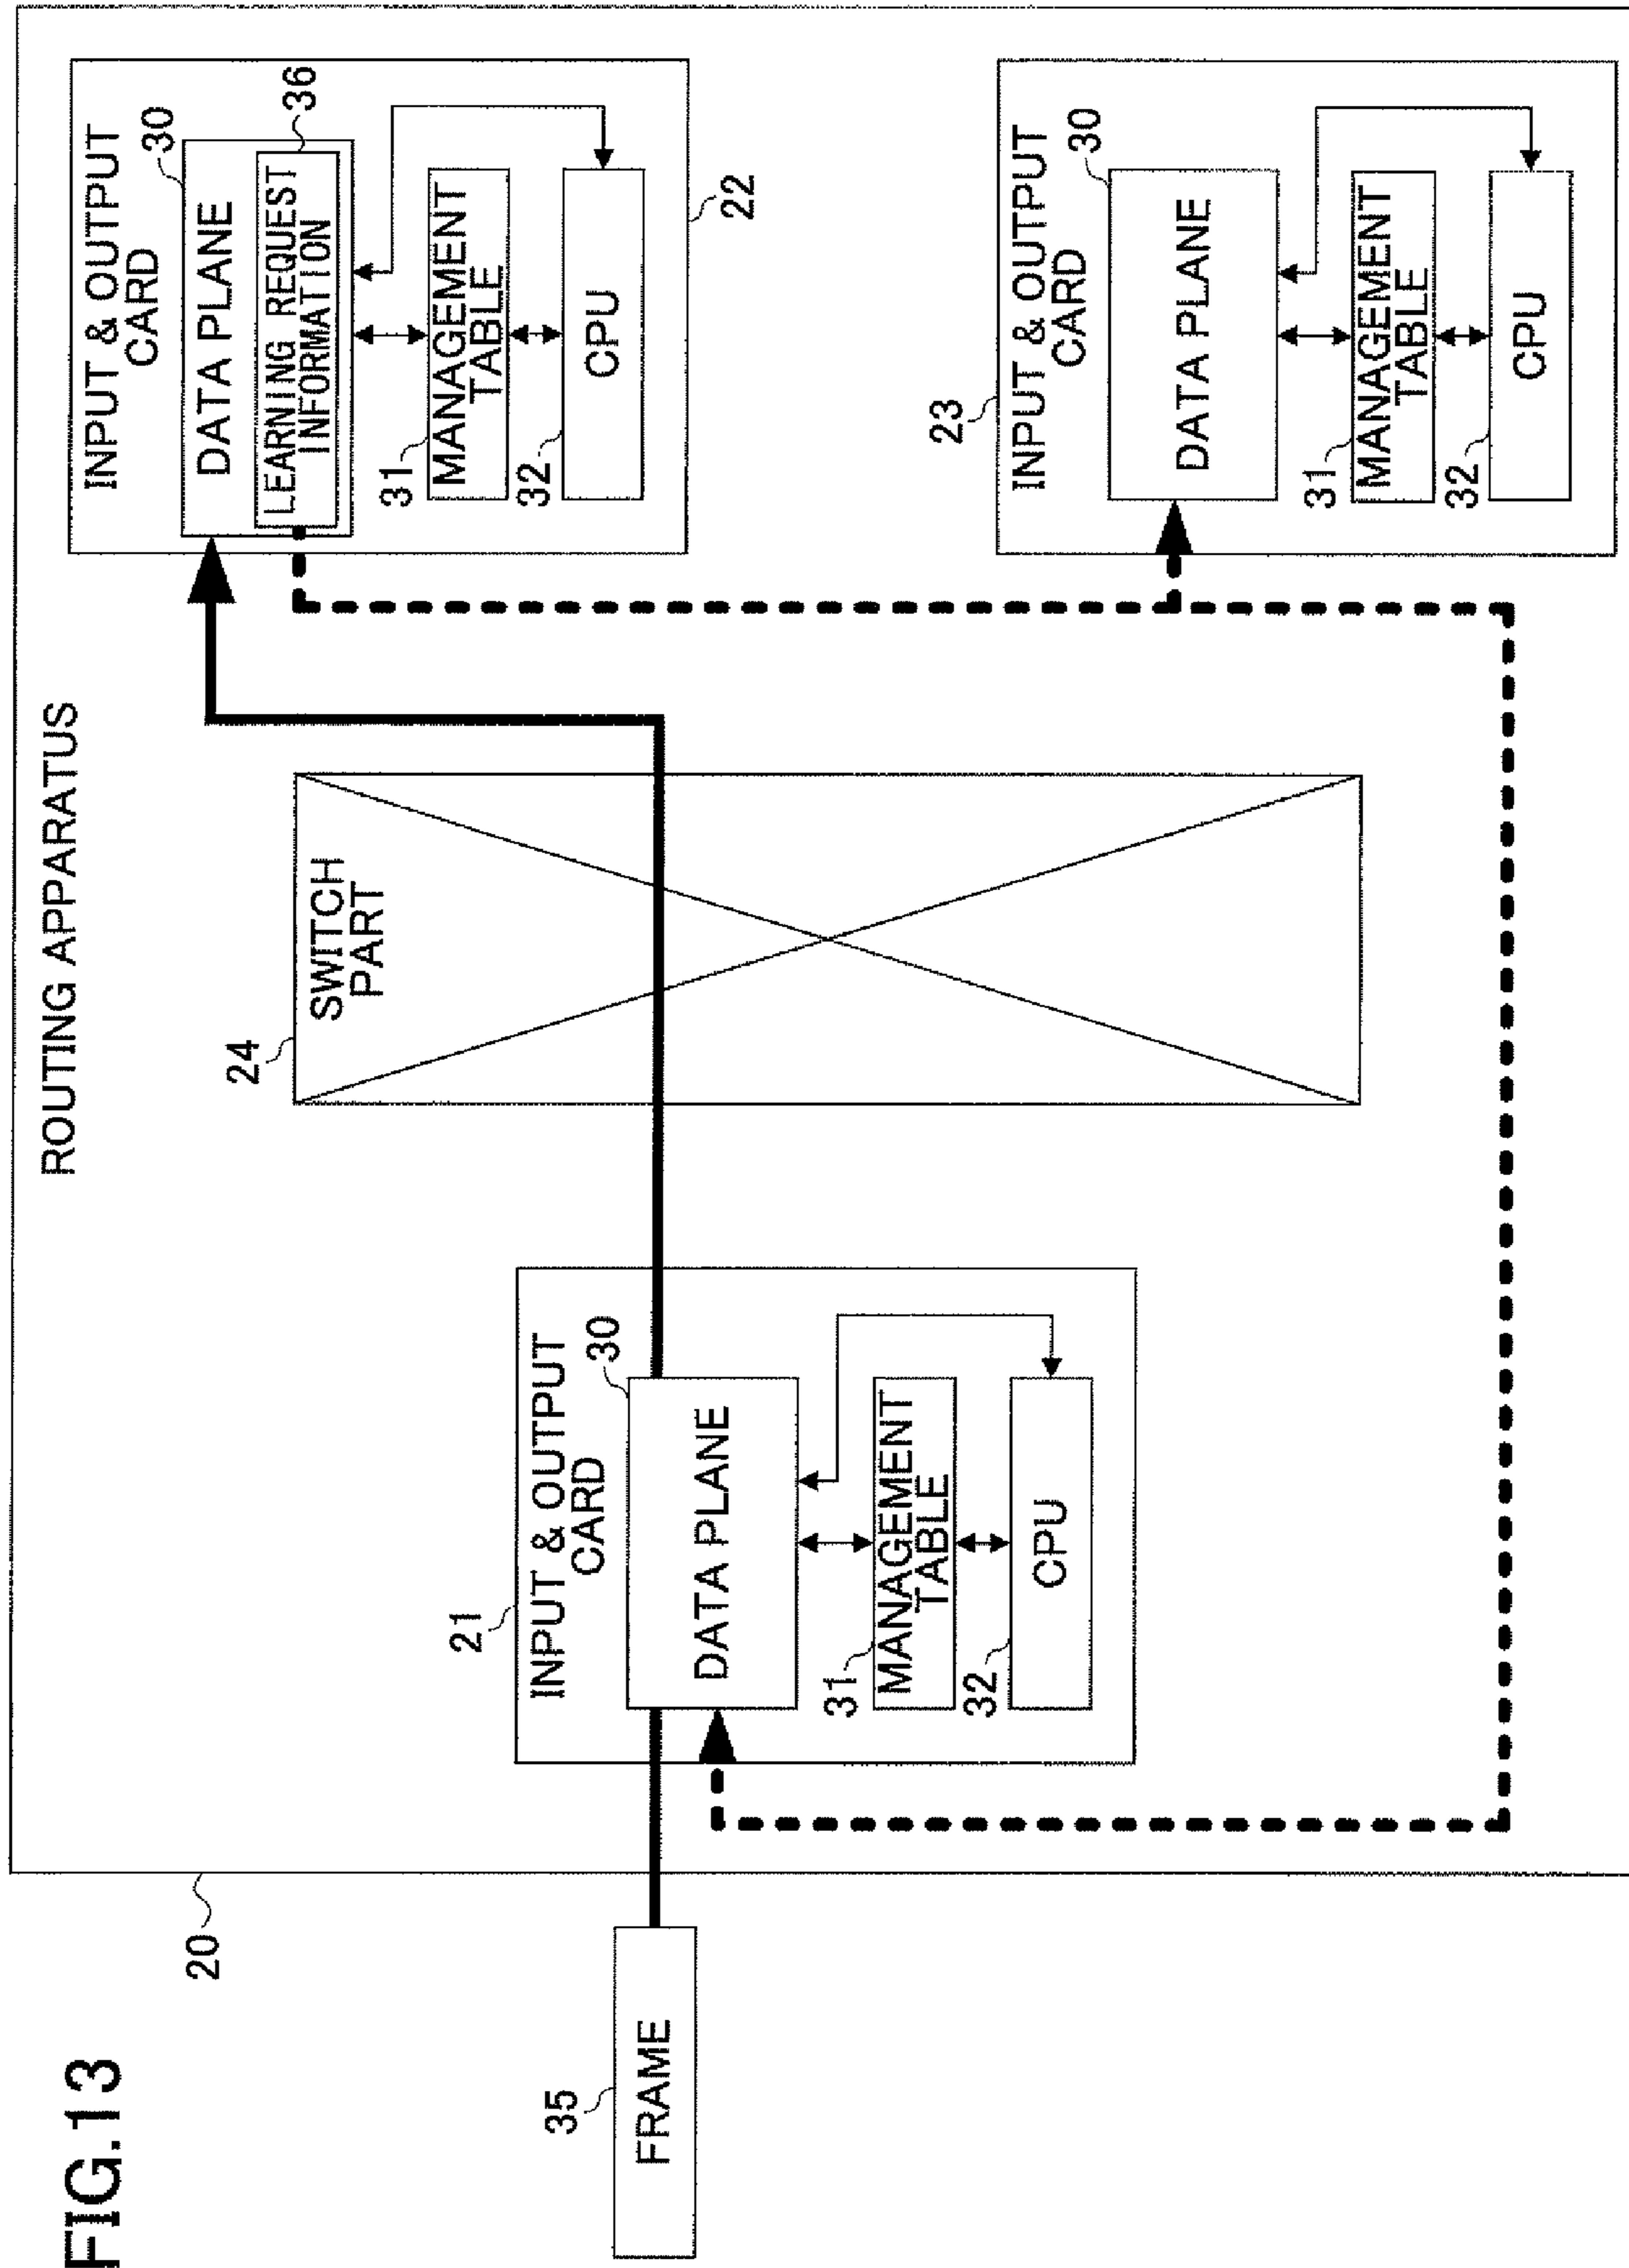 FIG.13
ROUTING APPARATUS
20
35
FRAME
21
INPUT & OUTPUT
CARD
30
DATA PLANE
31
MANAGEMENT
TABLE
32
CPU
24
SWITCH
PART
INPUT & OUTPUT
CARD
30
36
DATA PLANE
LEARNING REQUEST
INFORMATION
31
MANAGEMENT
TABLE
32
CPU
22
23
INPUT & OUTPUT
CARD
30
DATA PLANE
31
MANAGEMENT
TABLE
32
CPU